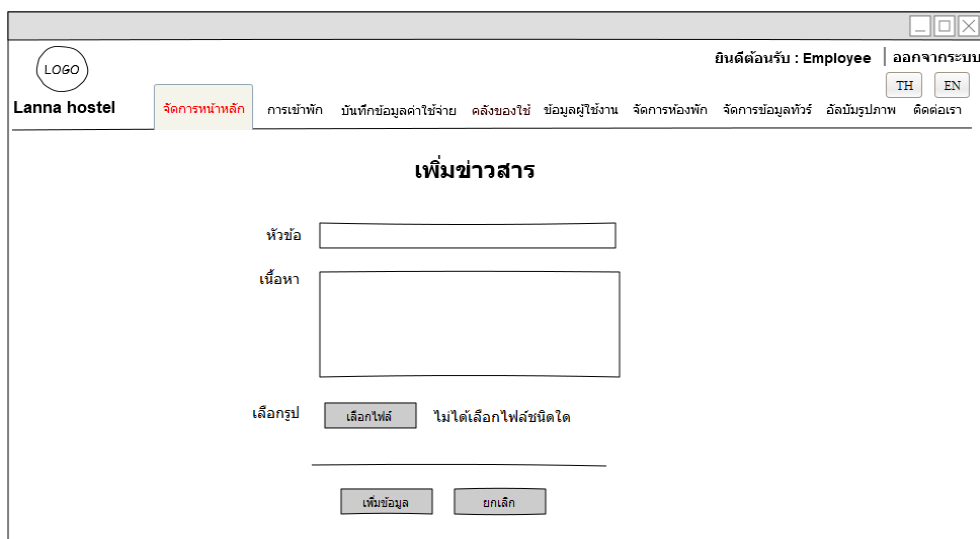 ยินดีต้อนรับ : Employee ออกจากระบบ
LOGO
TH EN
Lanna hostel จัดการหน้าหลัก การเข้าพัก บันทึกข้อมูลค่าใช้จ่าย คลังของใช้ ข้อมูลผู้ใช้งาน จัดการห้องพัก จัดการข้อมูลทัวร์ อัลบัมรูปภาพ ติดต่อเรา
เพิ่มข่าวสาร
หัวข้อ
เนื้อหา
เลือกรูป เลือกไฟล์ ไม่ได้เลือกไฟล์ชนิดใด
เพิ่มข้อมูล ยกเลิก